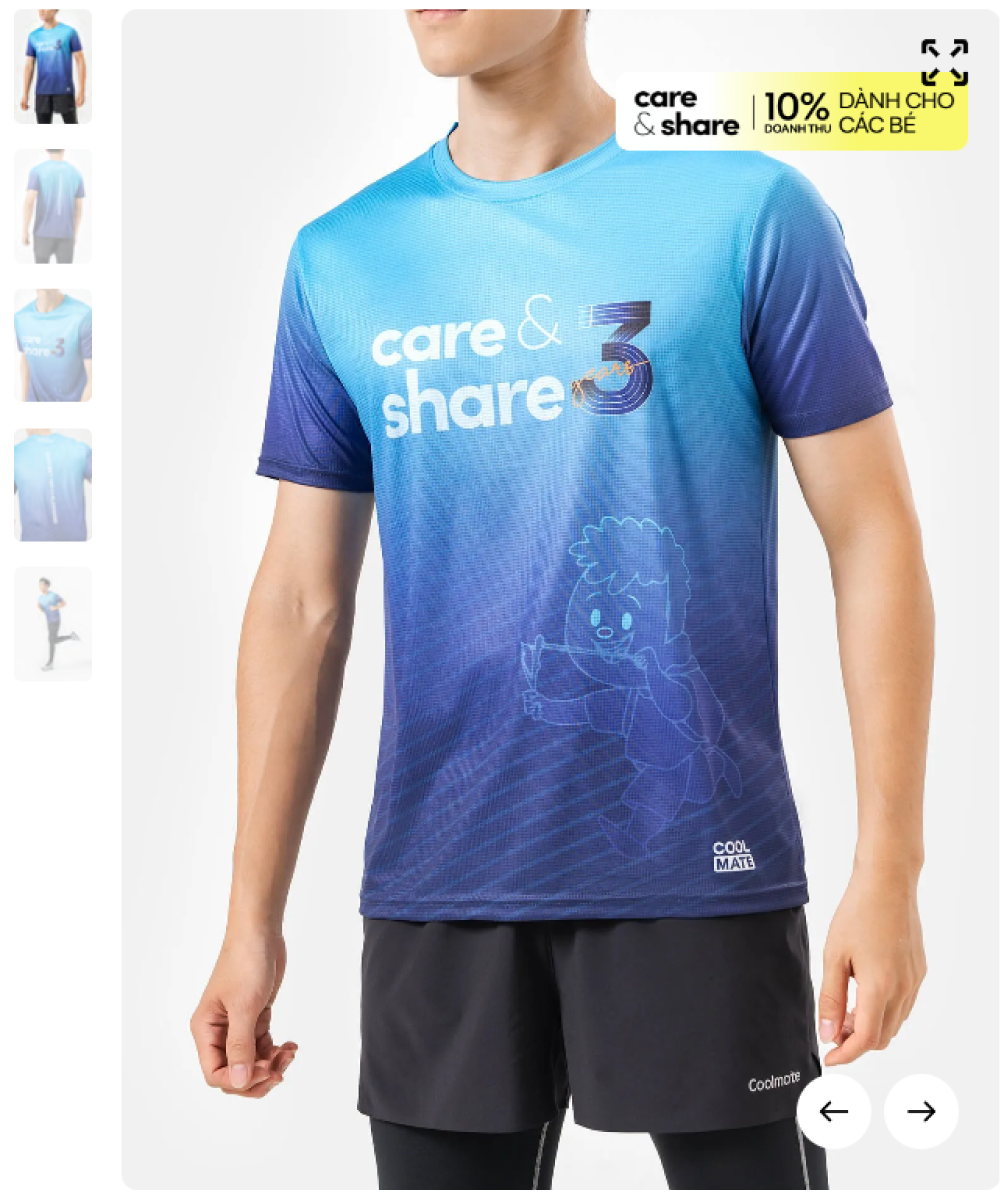 care
& share
10%
DOANH THU
DÀNH CHO
CÁC BÉ
care &
share 3
years
COOL
MATE
Coolmate